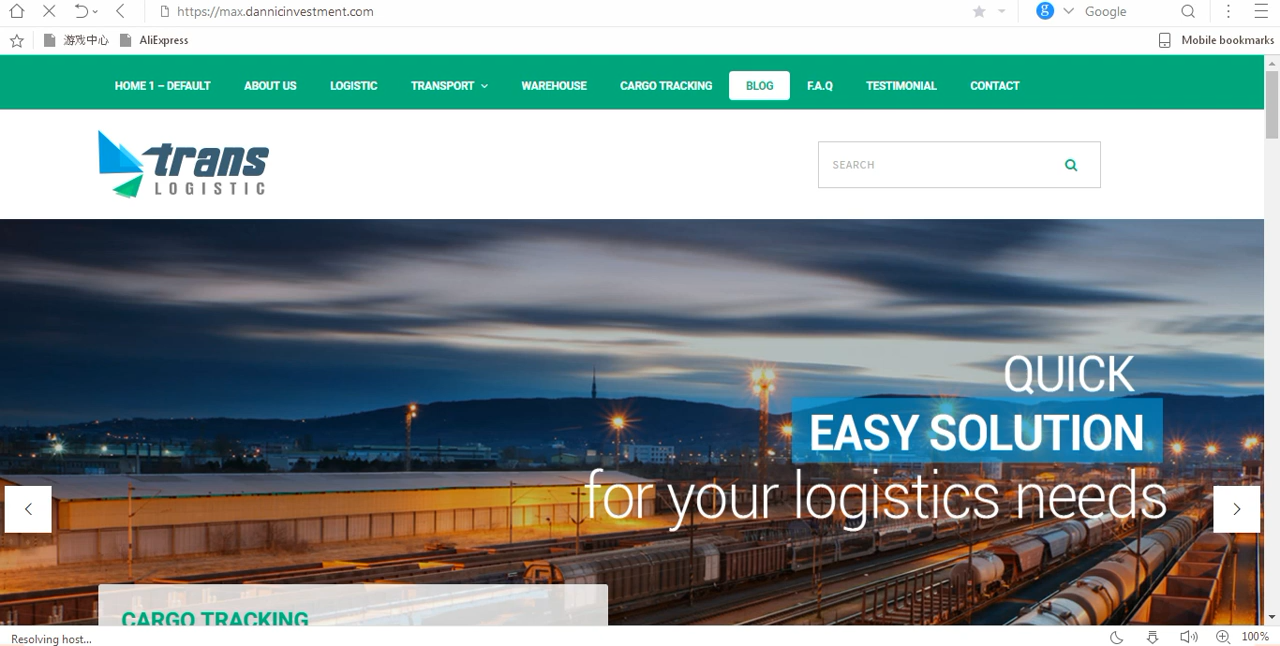 https://max.dannicinvestment.com
Google
游戏中心 AliExpress
Mobile bookmarks
HOME 1 – DEFAULT ABOUT US LOGISTIC TRANSPORT WAREHOUSE CARGO TRACKING BLOG F.A.Q TESTIMONIAL CONTACT
trans
LOGISTIC
SEARCH
QUICK
EASY SOLUTION
for your logistics needs
CARGO TRACKING
Resolving host...
100%